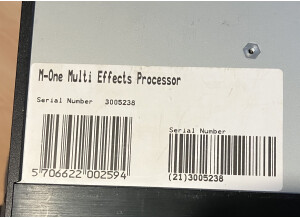 M-One Multi Effects Processor
Serial Number 3005238
Serial Number
5 706622 002594
(21)3005238